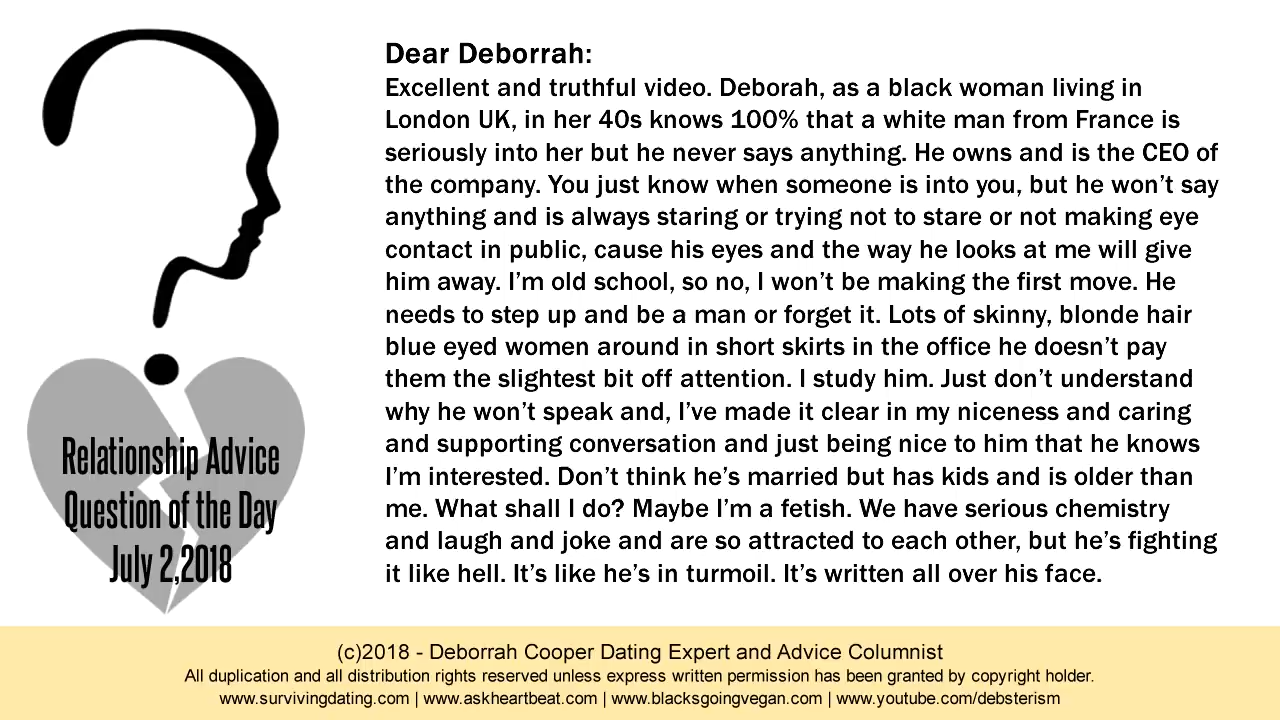 Dear Deborrah:
Excellent and truthful video. Deborah, as a black woman living in
London UK, in her 40s knows 100% that a white man from France is
seriously into her but he never says anything. He owns and is the CEO of
the company. You just know when someone is into you, but he won’t say
anything and is always staring or trying not to stare or not making eye
contact in public, cause his eyes and the way he looks at me will give
him away. I’m old school, so no, I won’t be making the first move. He
needs to step up and be a man or forget it. Lots of skinny, blonde hair
blue eyed women around in short skirts in the office he doesn’t pay
them the slightest bit off attention. I study him. Just don’t understand
why he won’t speak and, I’ve made it clear in my niceness and caring
and supporting conversation and just being nice to him that he knows
I’m interested. Don’t think he’s married but has kids and is older than
me. What shall I do? Maybe I’m a fetish. We have serious chemistry
and laugh and joke and are so attracted to each other, but he’s fighting
it like hell. It’s like he’s in turmoil. It’s written all over his face.
Relationship Advice
Question of the Day
July 2,2018
(c)2018 - Deborrah Cooper Dating Expert and Advice Columnist
All duplication and all distribution rights reserved unless express written permission has been granted by copyright holder.
www.survivingdating.com | www.askheartbeat.com | www.blacksgoingvegan.com | www.youtube.com/debsterism